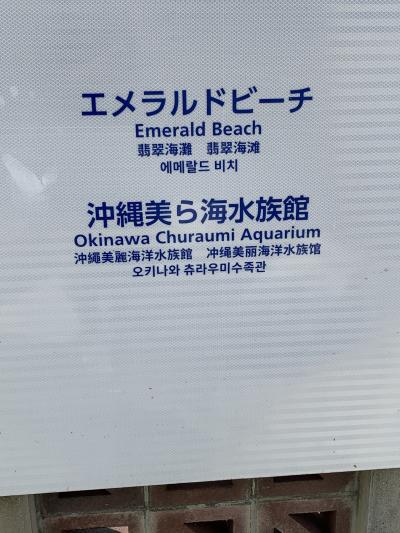 エメラルドビーチ
Emerald Beach
翡翠海灘　翡翠海滩
에메랄드 비치
沖縄美ら海水族館
Okinawa Churaumi Aquarium
沖繩美麗海洋水族館　冲绳美丽海洋水族馆
오키나와 츄라우미수족관